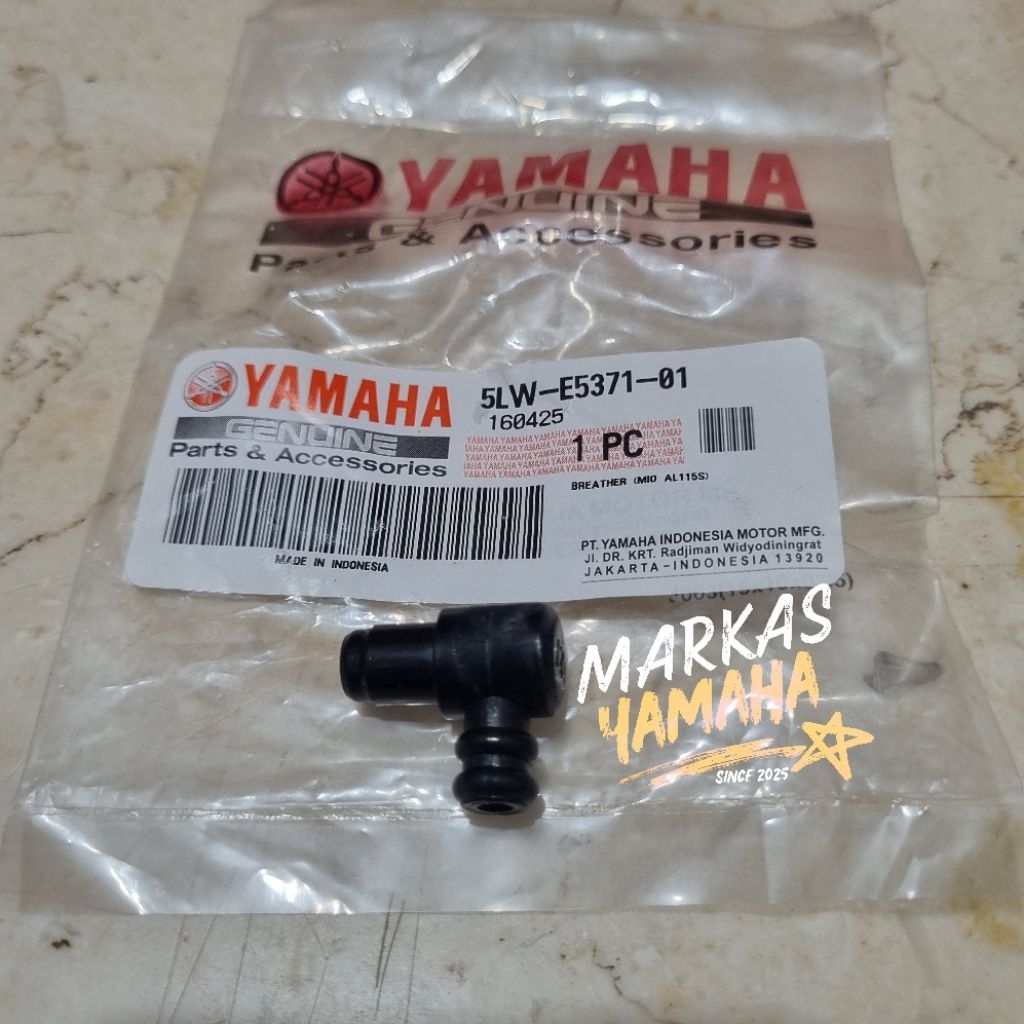 YAMAHA
GENUINE
Parts & Accessories
YAMAHA
GENUINE
Parts & Accessories
5LW-E5371-01
160425
1 PC
BREATHER (MIO AL115S)
MADE IN INDONESIA
PT. YAMAHA INDONESIA MOTOR MFG.
Jl. DR. KRT. Radjiman Widyodiningrat
JAKARTA - INDONESIA 13920
MARKAS
YAMAHA
SINCE 2025